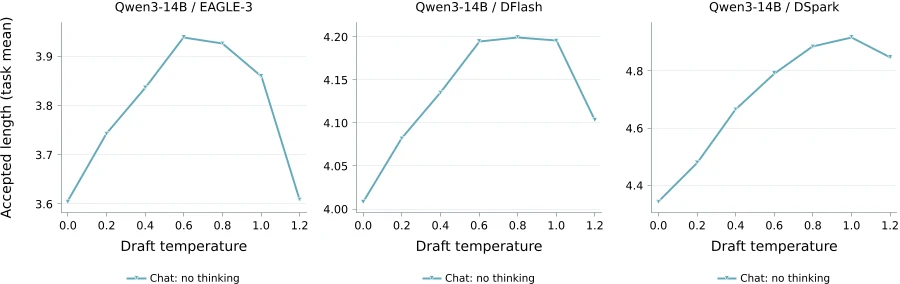 Qwen3-14B / EAGLE-3
Accepted length (task mean)
3.9
3.8
3.7
3.6
0.0 0.2 0.4 0.6 0.8 1.0 1.2
Draft temperature
Chat: no thinking
Qwen3-14B / DFlash
4.20
4.15
4.10
4.05
4.00
0.0 0.2 0.4 0.6 0.8 1.0 1.2
Draft temperature
Chat: no thinking
Qwen3-14B / DSpark
4.8
4.6
4.4
0.0 0.2 0.4 0.6 0.8 1.0 1.2
Draft temperature
Chat: no thinking